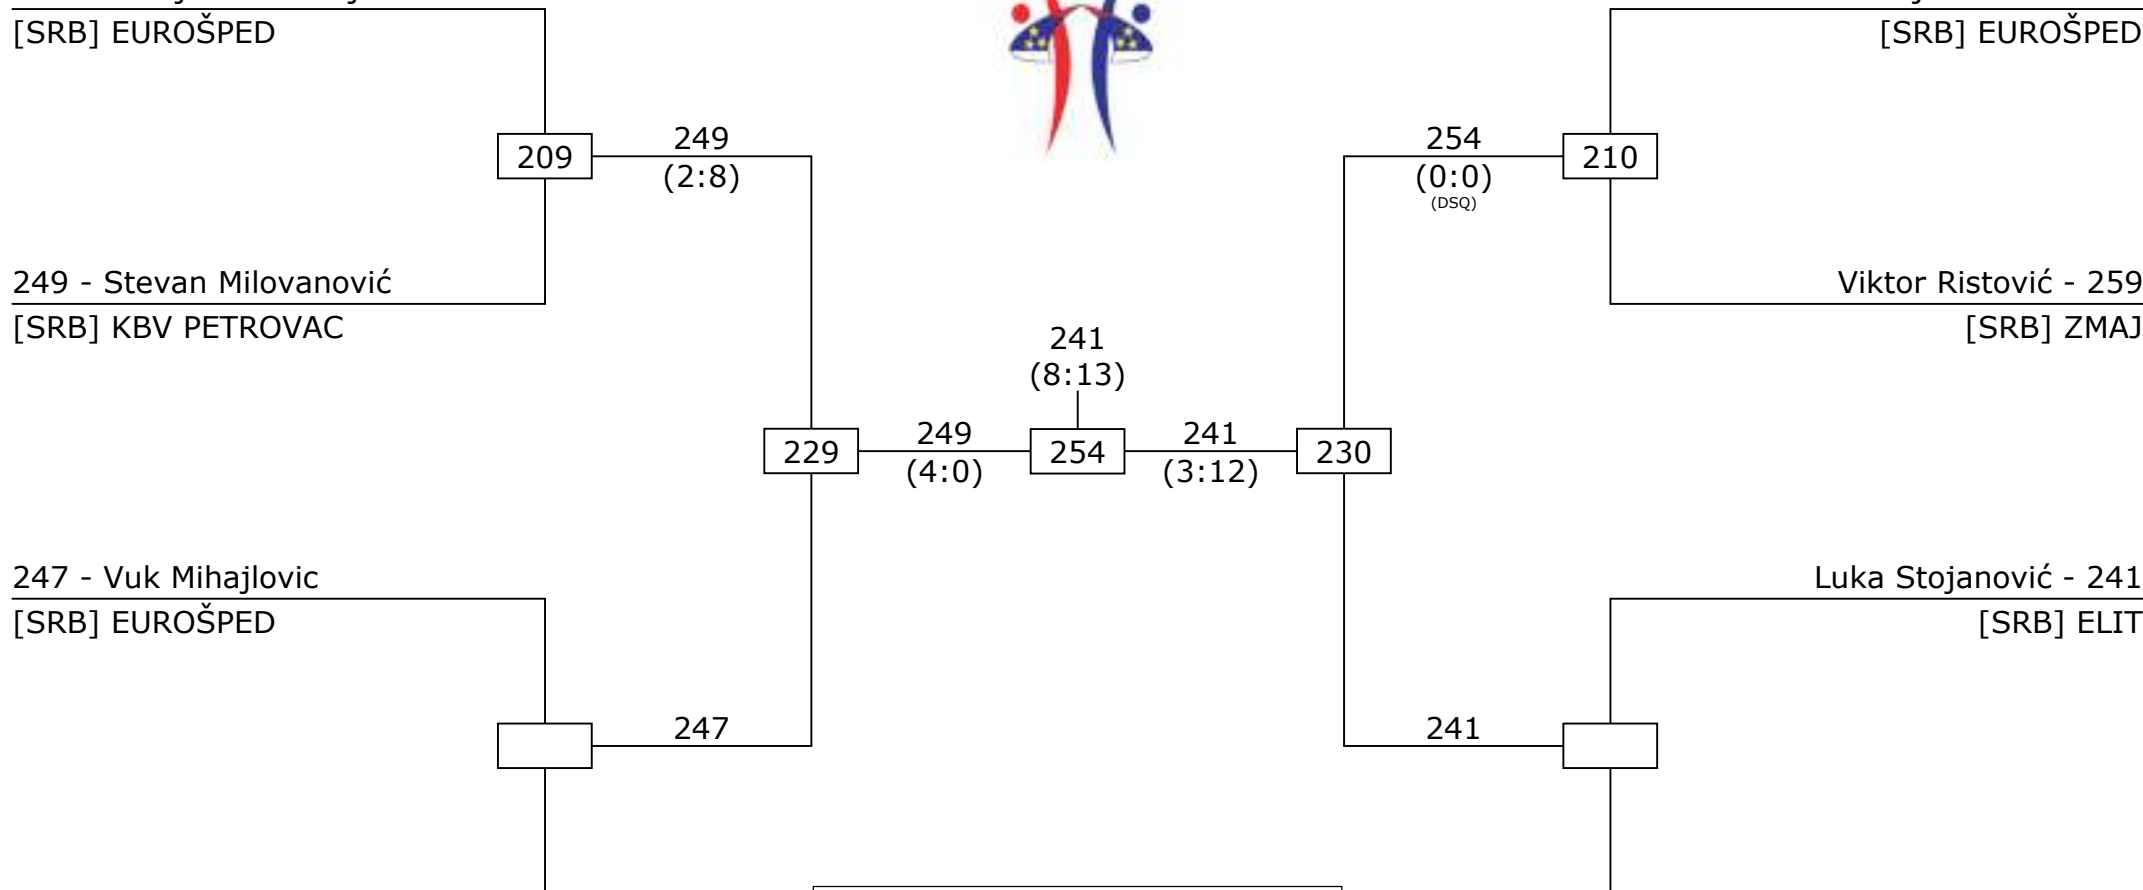 [SRB] EUROŠPED
[SRB] EUROŠPED
209
249
(2:8)
254
(0:0)
(DSQ)
210
249 - Stevan Milovanović
[SRB] KBV PETROVAC
Viktor Ristović - 259
[SRB] ZMAJ
241
(8:13)
229
249
(4:0)
254
241
(3:12)
230
247 - Vuk Mihajlovic
[SRB] EUROŠPED
Luka Stojanović - 241
[SRB] ELIT
247
241